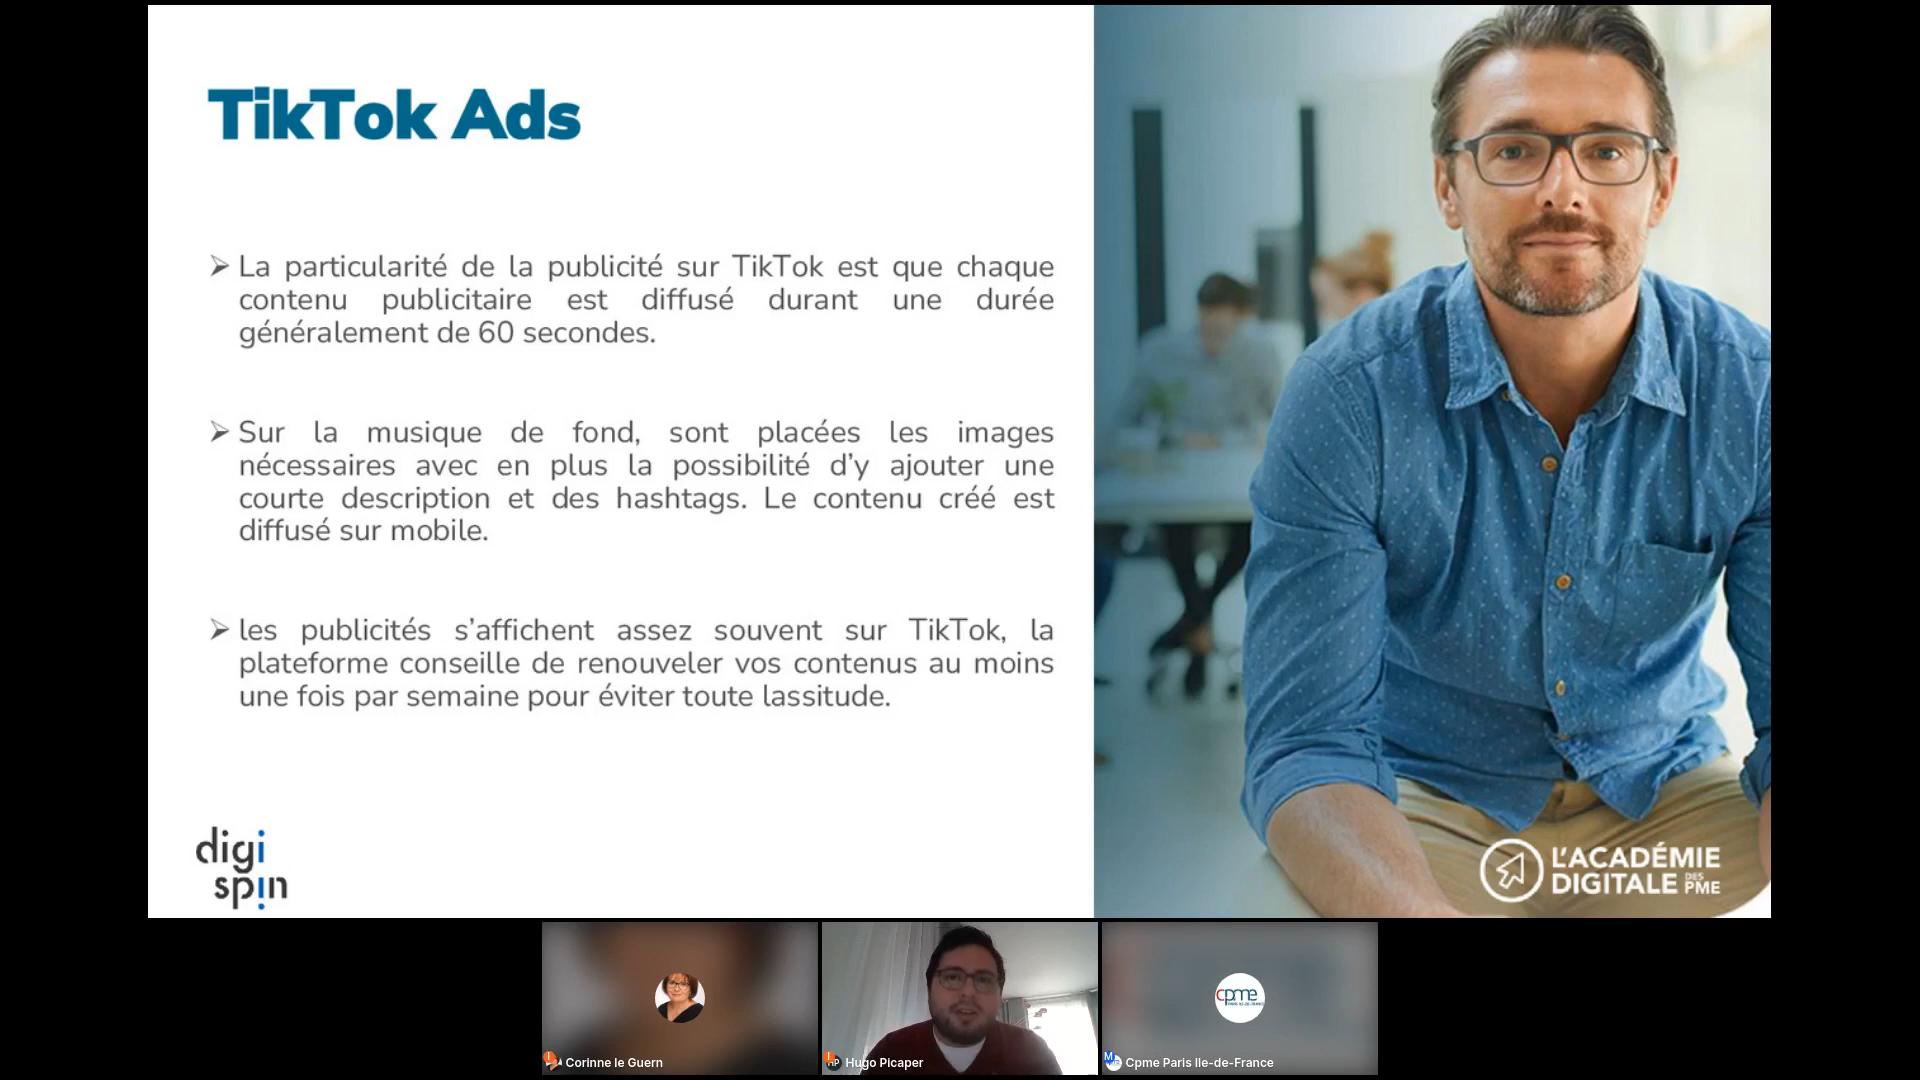 TikTok Ads
La particularité de la publicité sur TikTok est que chaque
contenu publicitaire est diffusé durant une durée
généralement de 60 secondes.
Sur la musique de fond, sont placées les images
nécessaires avec en plus la possibilité d’y ajouter une
courte description et des hashtags. Le contenu créé est
diffusé sur mobile.
les publicités s’affichent assez souvent sur TikTok, la
plateforme conseille de renouveler vos contenus au moins
une fois par semaine pour éviter toute lassitude.
digi
spin
L'ACADÉMIE
DIGITALE DES PME
cpme
Corinne le Guern
Hugo Picaper
Cpme Paris Ile-de-France